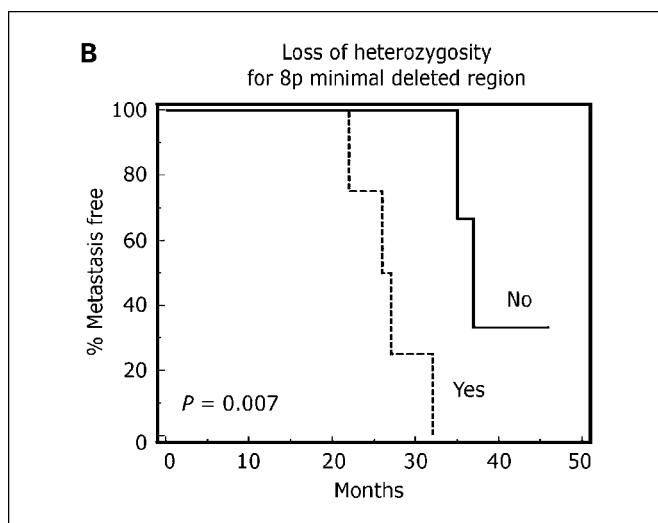 B
Loss of heterozygosity
for 8p minimal deleted region
100
80
60
40
20
0
% Metastasis free
No
Yes
P = 0.007
0 10 20 30 40 50
Months